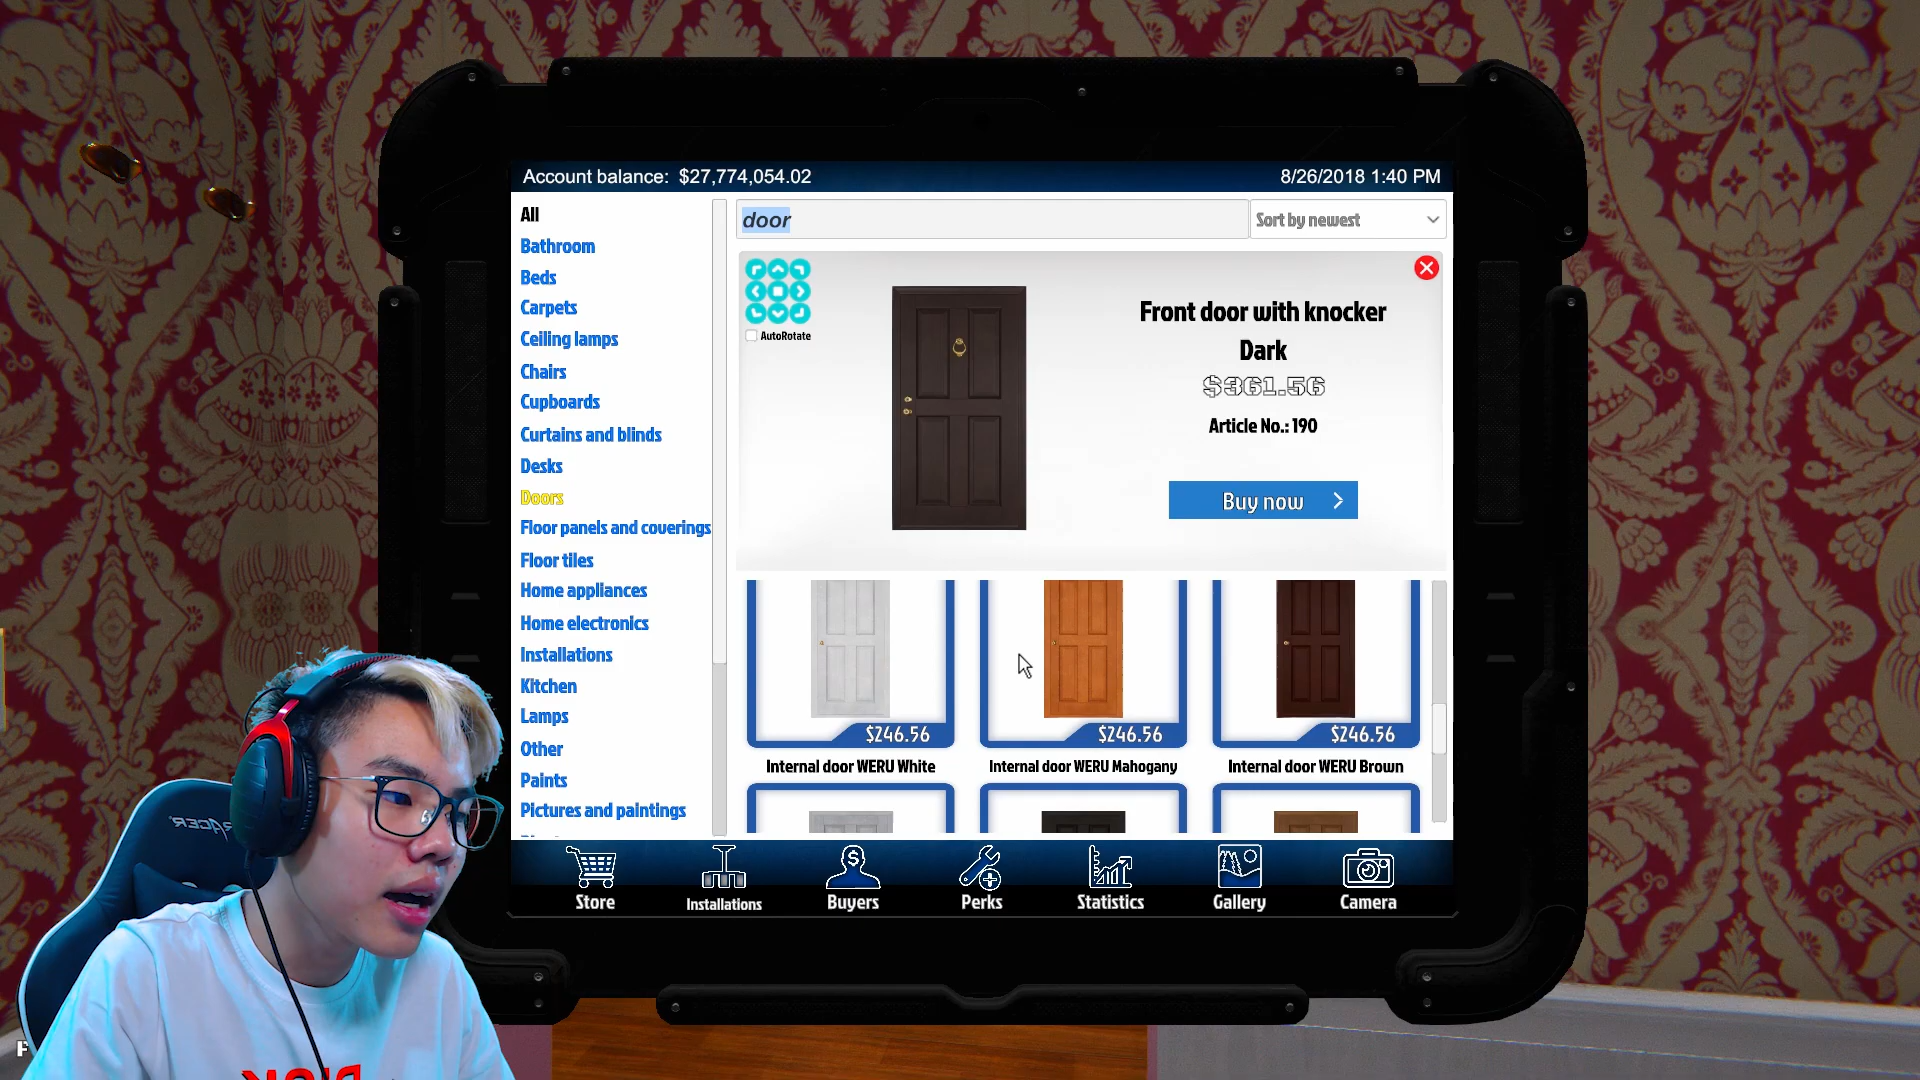 Account balance: $27,774,054.02
8/26/2018 1:40 PM
All
Bathroom
Beds
Carpets
Ceiling lamps
Chairs
Cupboards
Curtains and blinds
Desks
Doors
Floor panels and coverings
Floor tiles
Home appliances
Home electronics
Installations
Kitchen
Lamps
Other
Paints
Pictures and paintings
door
Sort by newest
AutoRotate
Front door with knocker
Dark
$361.56
Article No.: 190
Buy now
$246.56
$246.56
$246.56
Internal door WERU White
Internal door WERU Mahogany
Internal door WERU Brown
Store
Installations
Buyers
Perks
Statistics
Gallery
Camera
F